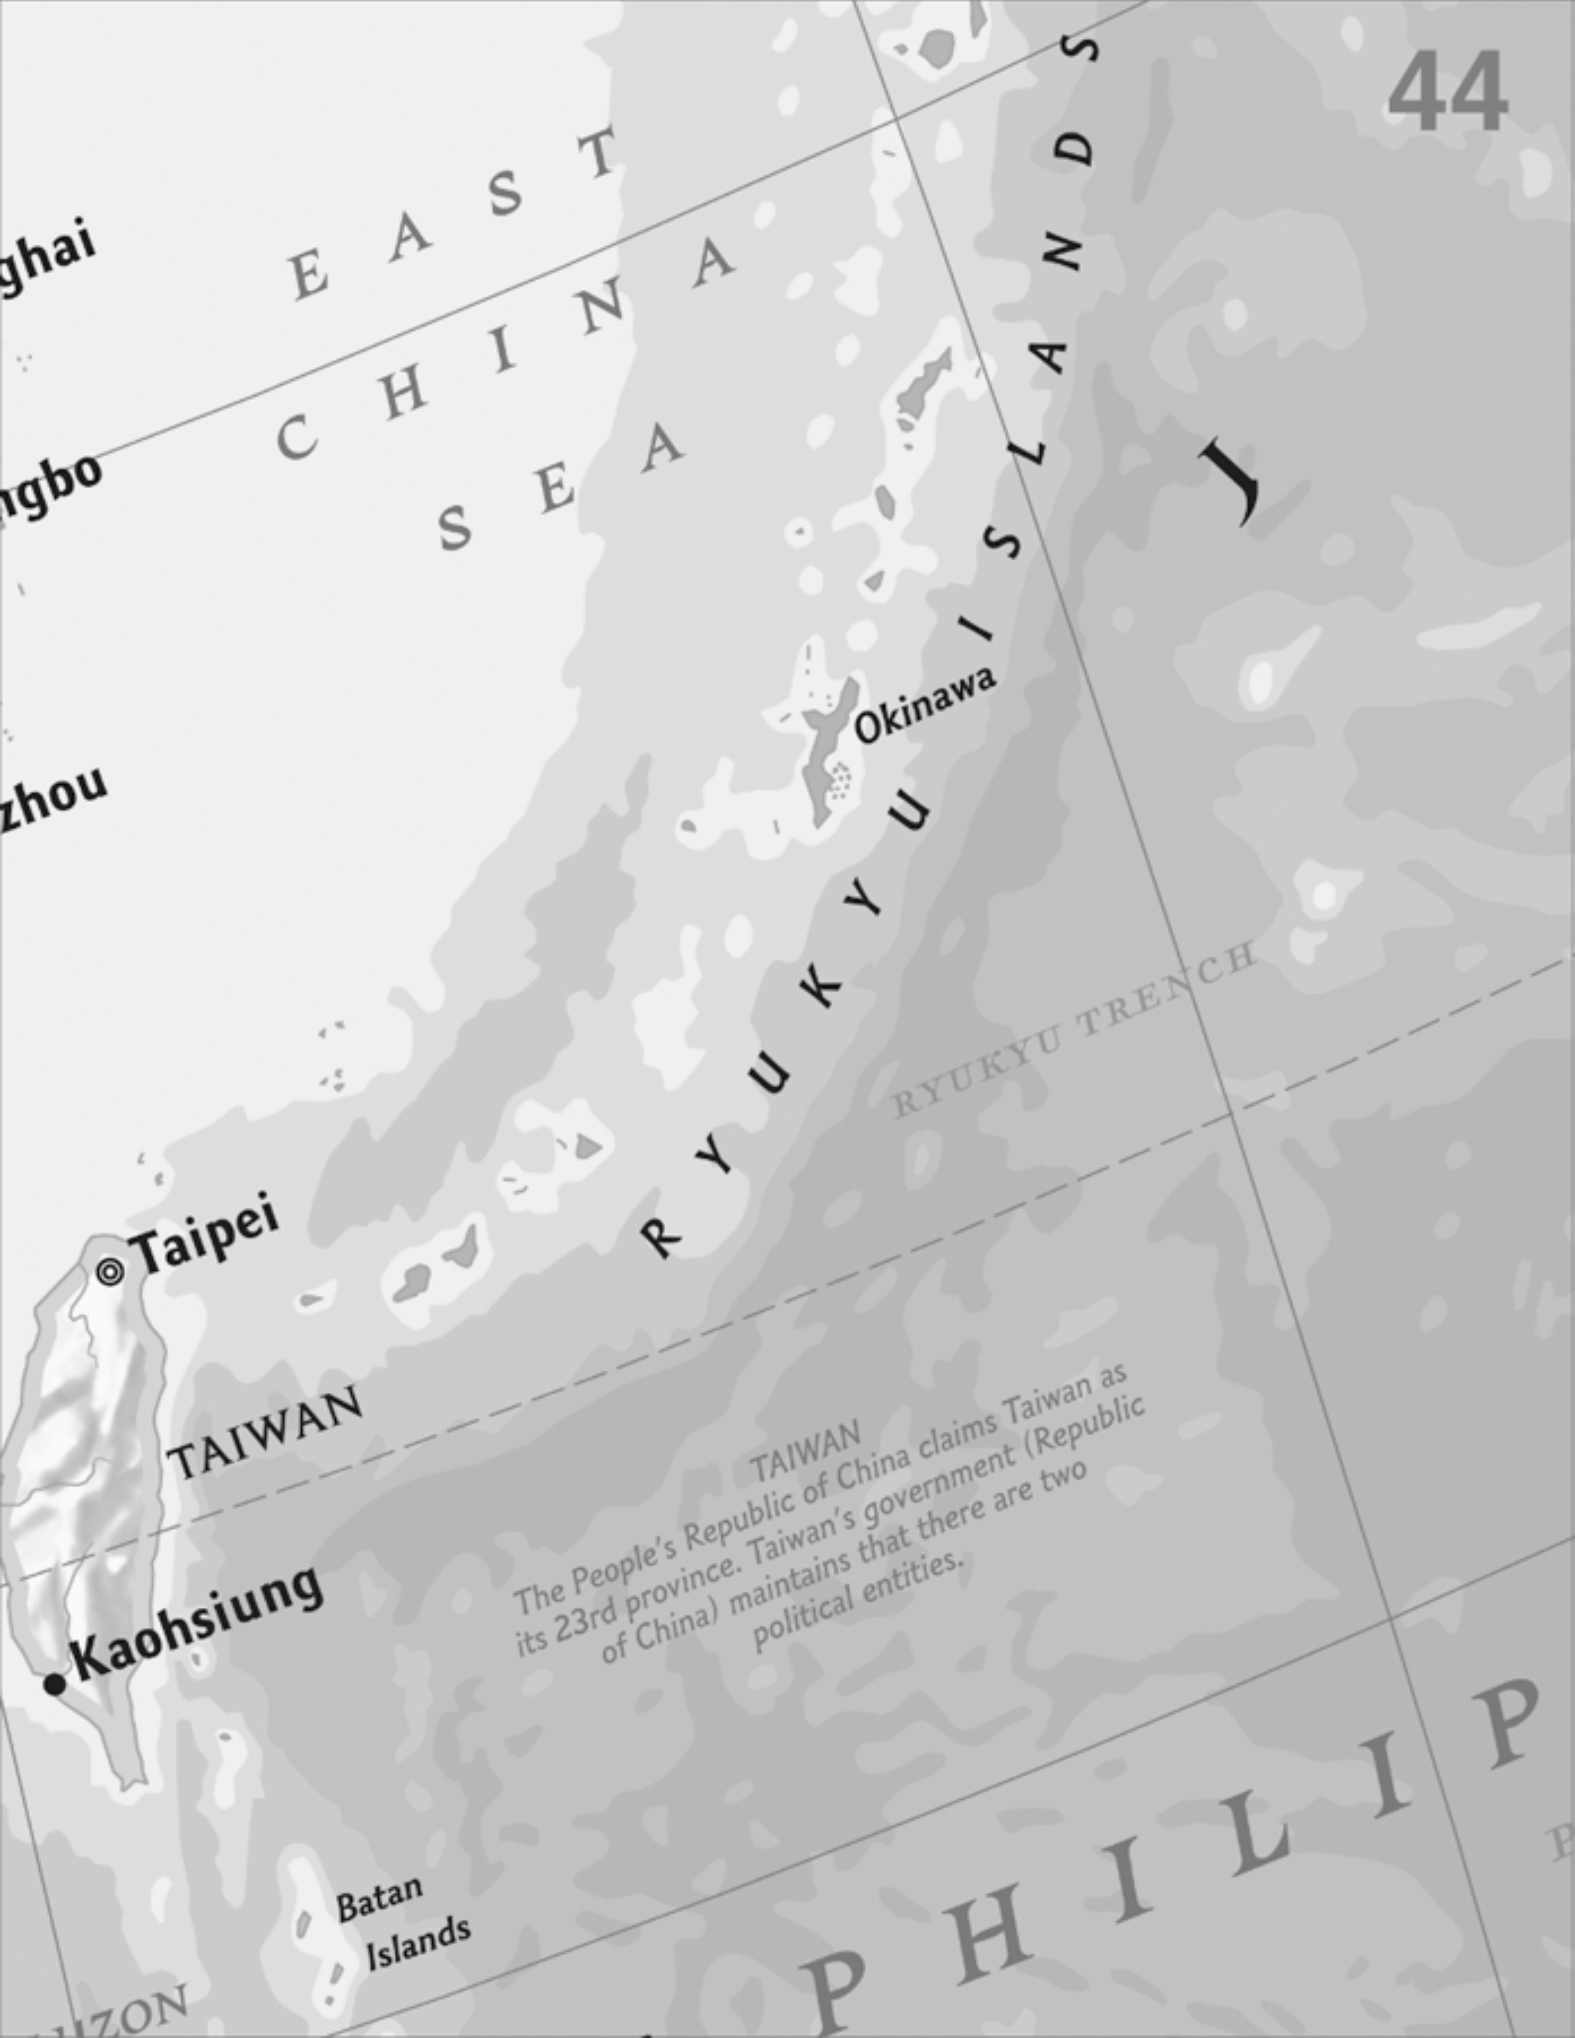 44
EAST
CHINA
SEA
ghai
ngbo
zhou
RYUKYU ISLANDS
J
Okinawa
RYUKYU TRENCH
Taipei
TAIWAN
TAIWAN
The People's Republic of China claims Taiwan as
its 23rd province. Taiwan's government (Republic
of China) maintains that there are two
political entities.
Kaohsiung
Batan
Islands
UZON
PHILIP
P